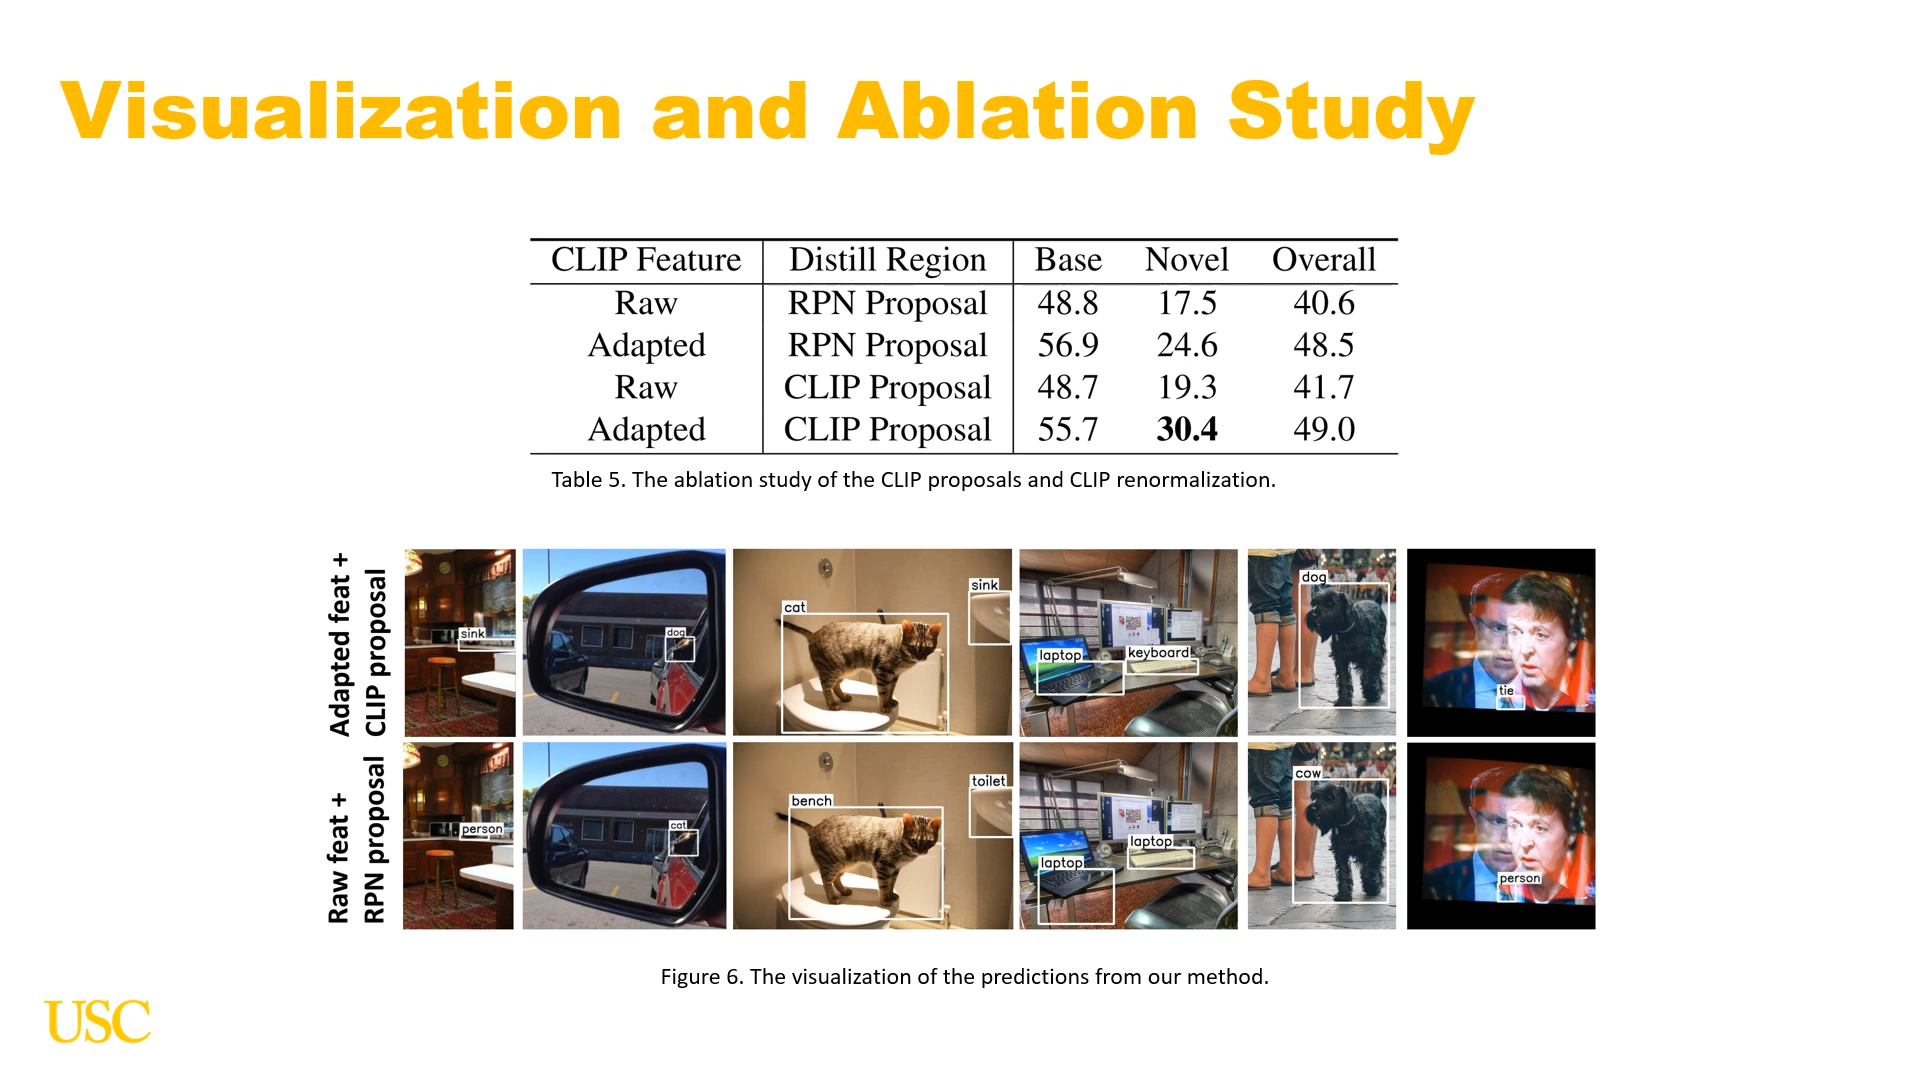 Visualization and Ablation Study
CLIP Feature Distill Region Base Novel Overall
Raw RPN Proposal 48.8 17.5 40.6
Adapted RPN Proposal 56.9 24.6 48.5
Raw CLIP Proposal 48.7 19.3 41.7
Adapted CLIP Proposal 55.7 30.4 49.0
Table 5. The ablation study of the CLIP proposals and CLIP renormalization.
Adapted feat +
CLIP proposal
sink
dog
cat
sink
laptop
keyboard
dog
tie
Raw feat +
RPN proposal
person
cat
bench
toilet
laptop
laptop
cow
person
Figure 6. The visualization of the predictions from our method.
USC